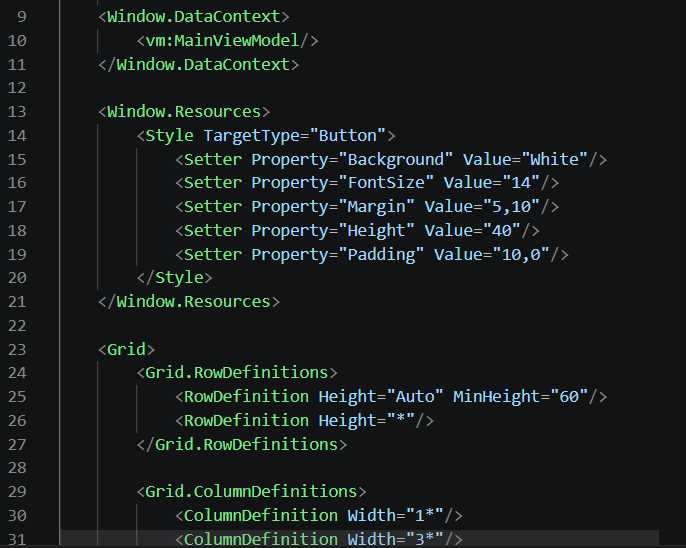 9 <Window.DataContext>
10 <vm:MainViewModel/>
11 </Window.DataContext>
12
13 <Window.Resources>
14 <Style TargetType="Button">
15 <Setter Property="Background" Value="White"/>
16 <Setter Property="FontSize" Value="14"/>
17 <Setter Property="Margin" Value="5,10"/>
18 <Setter Property="Height" Value="40"/>
19 <Setter Property="Padding" Value="10,0"/>
20 </Style>
21 </Window.Resources>
22
23 <Grid>
24 <Grid.RowDefinitions>
25 <RowDefinition Height="Auto" MinHeight="60"/>
26 <RowDefinition Height="*"/>
27 </Grid.RowDefinitions>
28
29 <Grid.ColumnDefinitions>
30 <ColumnDefinition Width="1*"/>
31 <ColumnDefinition Width="3*"/>